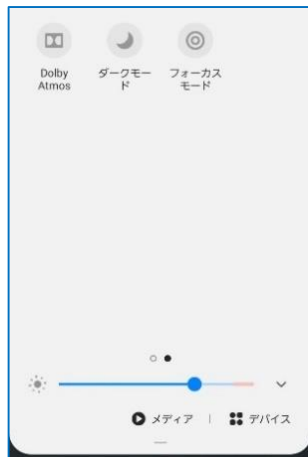 Dolby
Atmos
ダークモー
ド
フォーカス
モード
メディア | デバイス